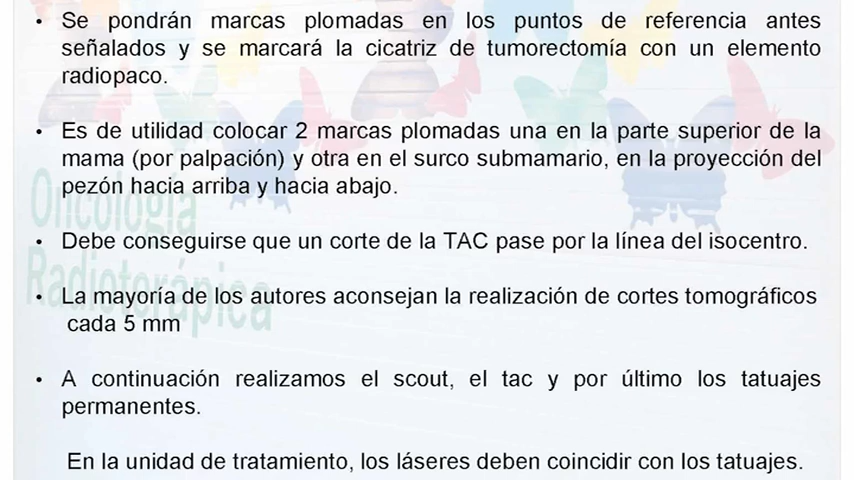 • Se pondrán marcas plomadas en los puntos de referencia antes
señalados y se marcará la cicatriz de tumorectomía con un elemento
radiopaco.
• Es de utilidad colocar 2 marcas plomadas una en la parte superior de la
mama (por palpación) y otra en el surco submamario, en la proyección del
pezón hacia arriba y hacia abajo.
Oncología
• Debe conseguirse que un corte de la TAC pase por la línea del isocentro.
Radioterápica
• La mayoría de los autores aconsejan la realización de cortes tomográficos
cada 5 mm
• A continuación realizamos el scout, el tac y por último los tatuajes
permanentes.
En la unidad de tratamiento, los láseres deben coincidir con los tatuajes.